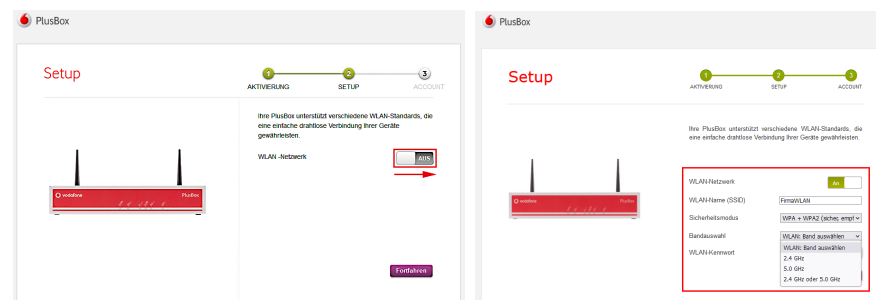 PlusBox
Setup
1
2
3
AKTIVIERUNG
SETUP
ACCOUNT
Ihre PlusBox unterstützt verschiedene WLAN-Standards, die
eine einfache drahtlose Verbindung Ihrer Geräte
gewährleisten.
WLAN -Netzwerk
AUS
vodafone
PlusBox
Fortfahren
PlusBox
Setup
1
2
3
AKTIVIERUNG
SETUP
ACCOUNT
Ihre PlusBox unterstützt verschiedene WLAN-Standards, die
eine einfache drahtlose Verbindung Ihrer Geräte gewährleisten.
vodafone
PlusBox
WLAN-Netzwerk
An
WLAN-Name (SSID)
FirmaWLAN
Sicherheitsmodus
WPA + WPA2 (sicher, empf
Bandauswahl
WLAN: Band auswählen
WLAN: Band auswählen
WLAN-Kennwort
2.4 GHz
5.0 GHz
2.4 GHz oder 5.0 GHz